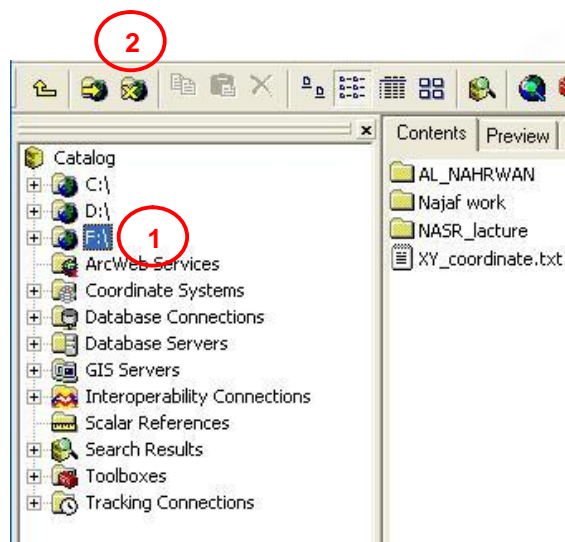 2
Contents Preview
Catalog
C:\
D:\
F:\
1
ArcWeb Services
Coordinate Systems
Database Connections
Database Servers
GIS Servers
Interoperability Connections
Scalar References
Search Results
Toolboxes
Tracking Connections
AL_NAHRWAN
Najaf work
NASR_lacture
XY_coordinate.txt